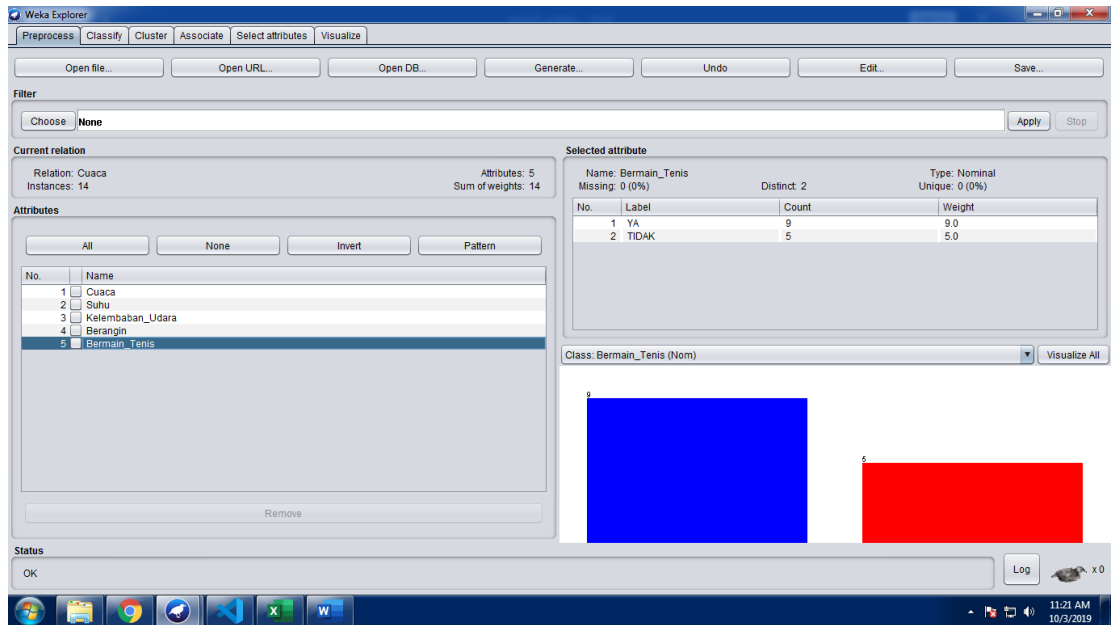 Weka Explorer
Preprocess Classify Cluster Associate Select attributes Visualize
Open file... Open URL... Open DB... Generate... Undo Edit... Save...
Filter
Choose None Apply Stop
Current relation
Relation: Cuaca Attributes: 5
Instances: 14 Sum of weights: 14
Attributes
All None Invert Pattern
No. Name
1 Cuaca
2 Suhu
3 Kelembaban_Udara
4 Berangin
5 Bermain_Tenis
Remove
Selected attribute
Name: Bermain_Tenis Type: Nominal
Missing: 0 (0%) Distinct: 2 Unique: 0 (0%)
No. Label Count Weight
1 YA 9 9.0
2 TIDAK 5 5.0
Class: Bermain_Tenis (Nom) Visualize All
9
5
Status
OK
Log x 0
11:21 AM
10/3/2019